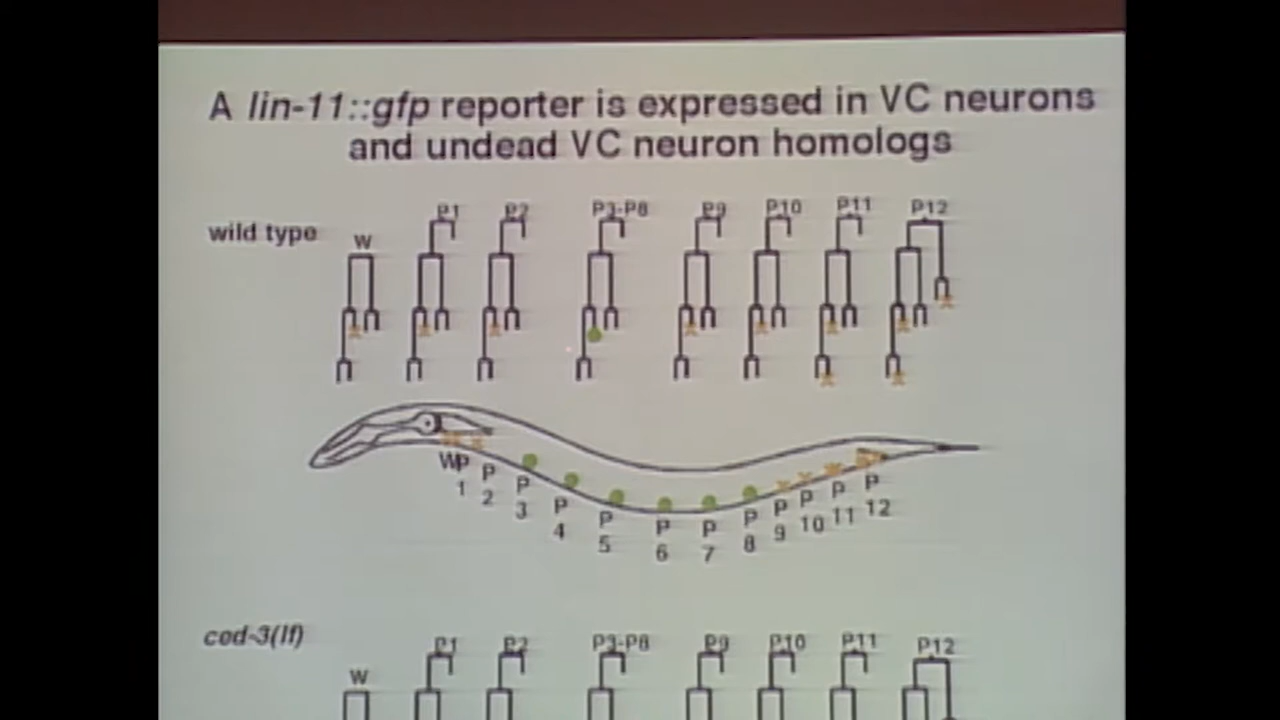 A lin-11::gfp reporter is expressed in VC neurons
and undead VC neuron homologs
wild type
W P1 P2 P3-P8 P9 P10 P11 P12
WP P P P P P P P P P P P
1 2 3 4 5 6 7 8 9 10 11 12
ced-3(lf)
W P1 P2 P3-P8 P9 P10 P11 P12